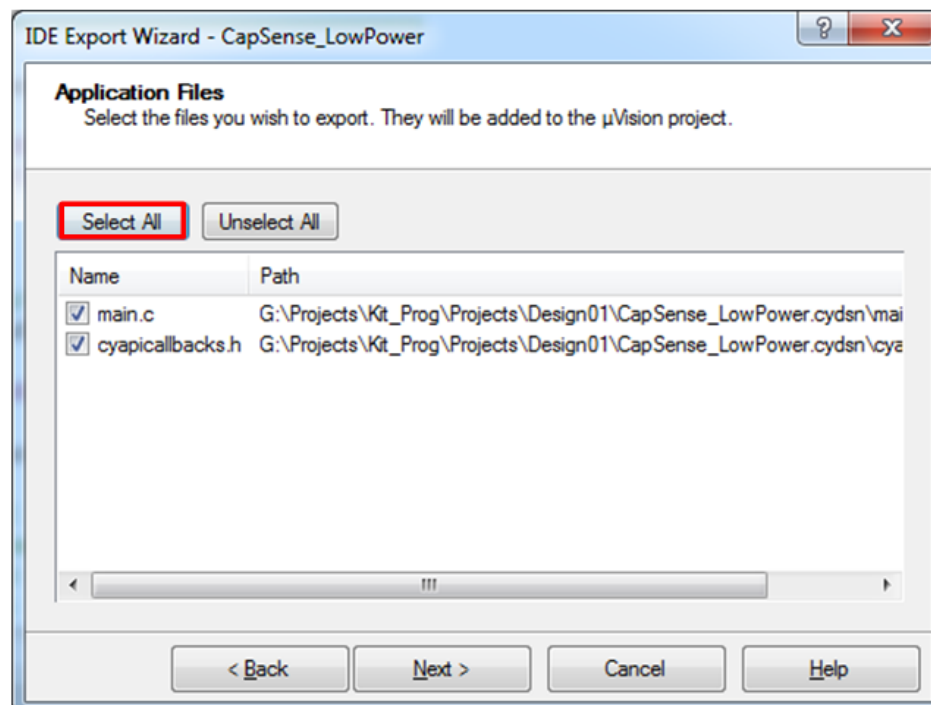 IDE Export Wizard - CapSense_LowPower
Application Files
Select the files you wish to export. They will be added to the µVision project.
Select All Unselect All
Name Path
main.c G:\Projects\Kit_Prog\Projects\Design01\CapSense_LowPower.cydsn\mai
cyapicallbacks.h G:\Projects\Kit_Prog\Projects\Design01\CapSense_LowPower.cydsn\cya
< Back Next > Cancel Help